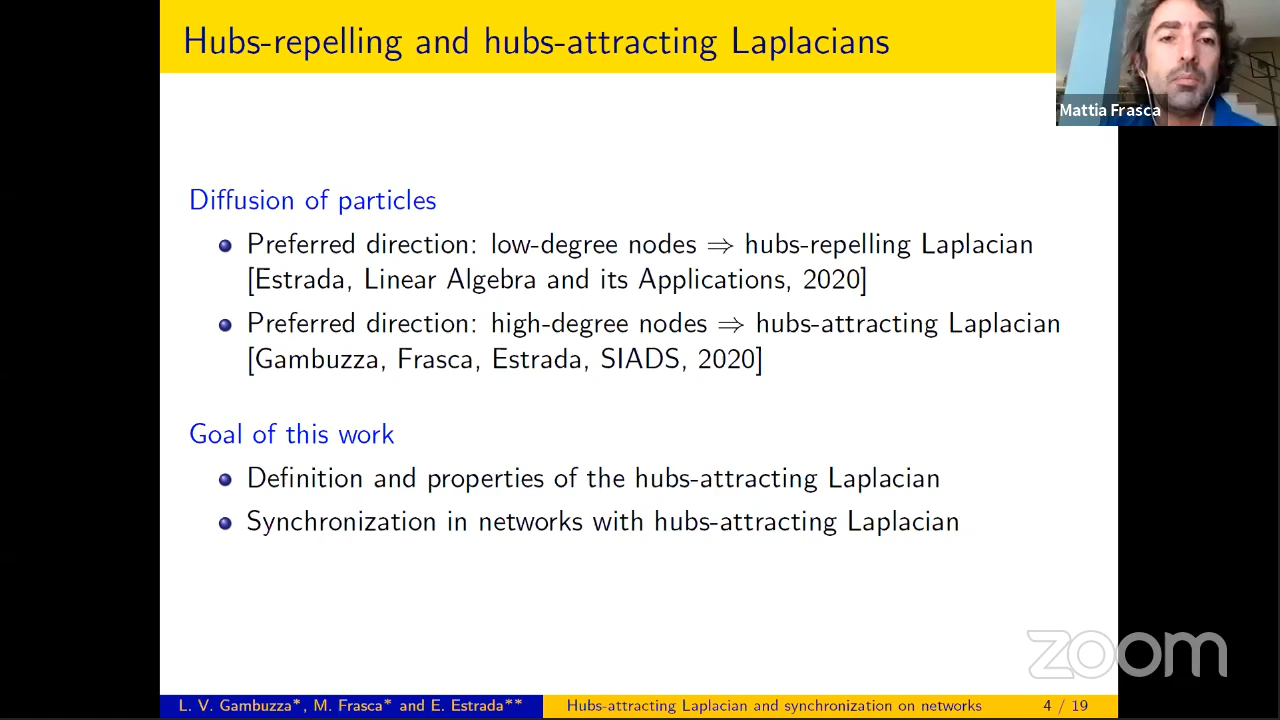 Hubs-repelling and hubs-attracting Laplacians
Mattia Frasca
Diffusion of particles
Preferred direction: low-degree nodes ⇒ hubs-repelling Laplacian
[Estrada, Linear Algebra and its Applications, 2020]
Preferred direction: high-degree nodes ⇒ hubs-attracting Laplacian
[Gambuzza, Frasca, Estrada, SIADS, 2020]
Goal of this work
Definition and properties of the hubs-attracting Laplacian
Synchronization in networks with hubs-attracting Laplacian
zoom
L. V. Gambuzza*, M. Frasca* and E. Estrada**
Hubs-attracting Laplacian and synchronization on networks
4 / 19